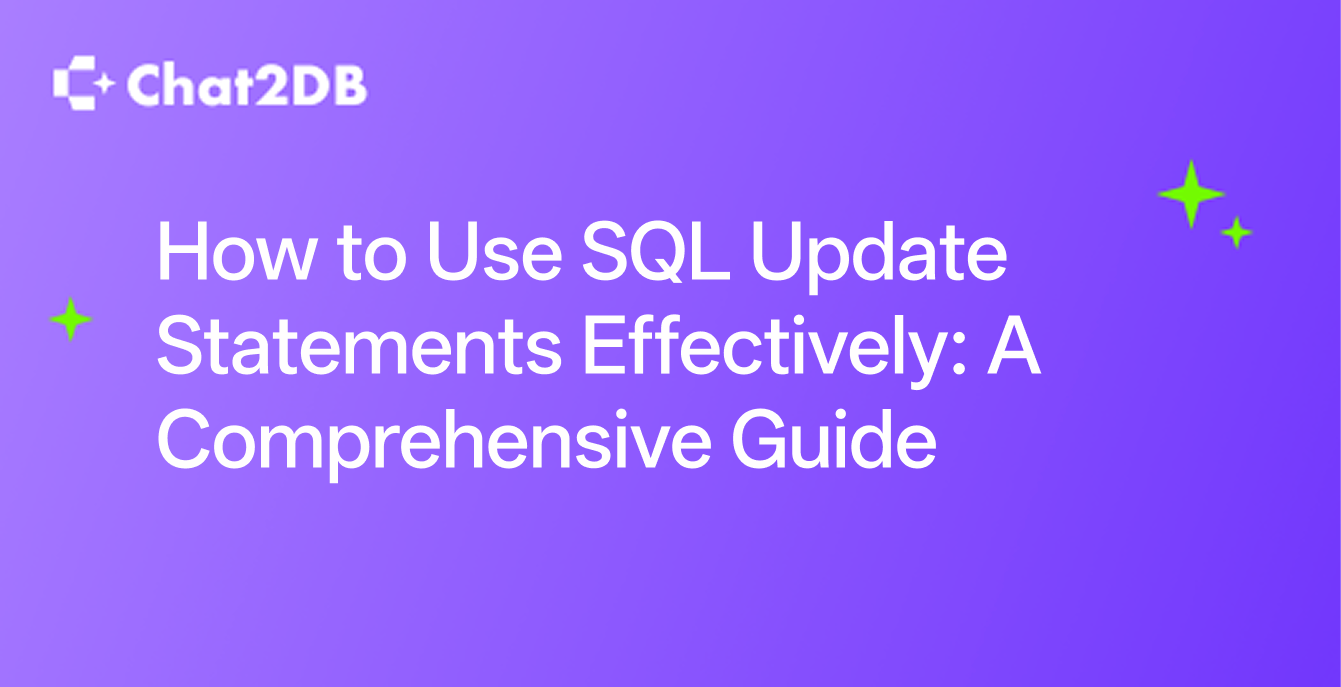 Chat2DB
How to Use SQL Update
Statements Effectively: A
Comprehensive Guide